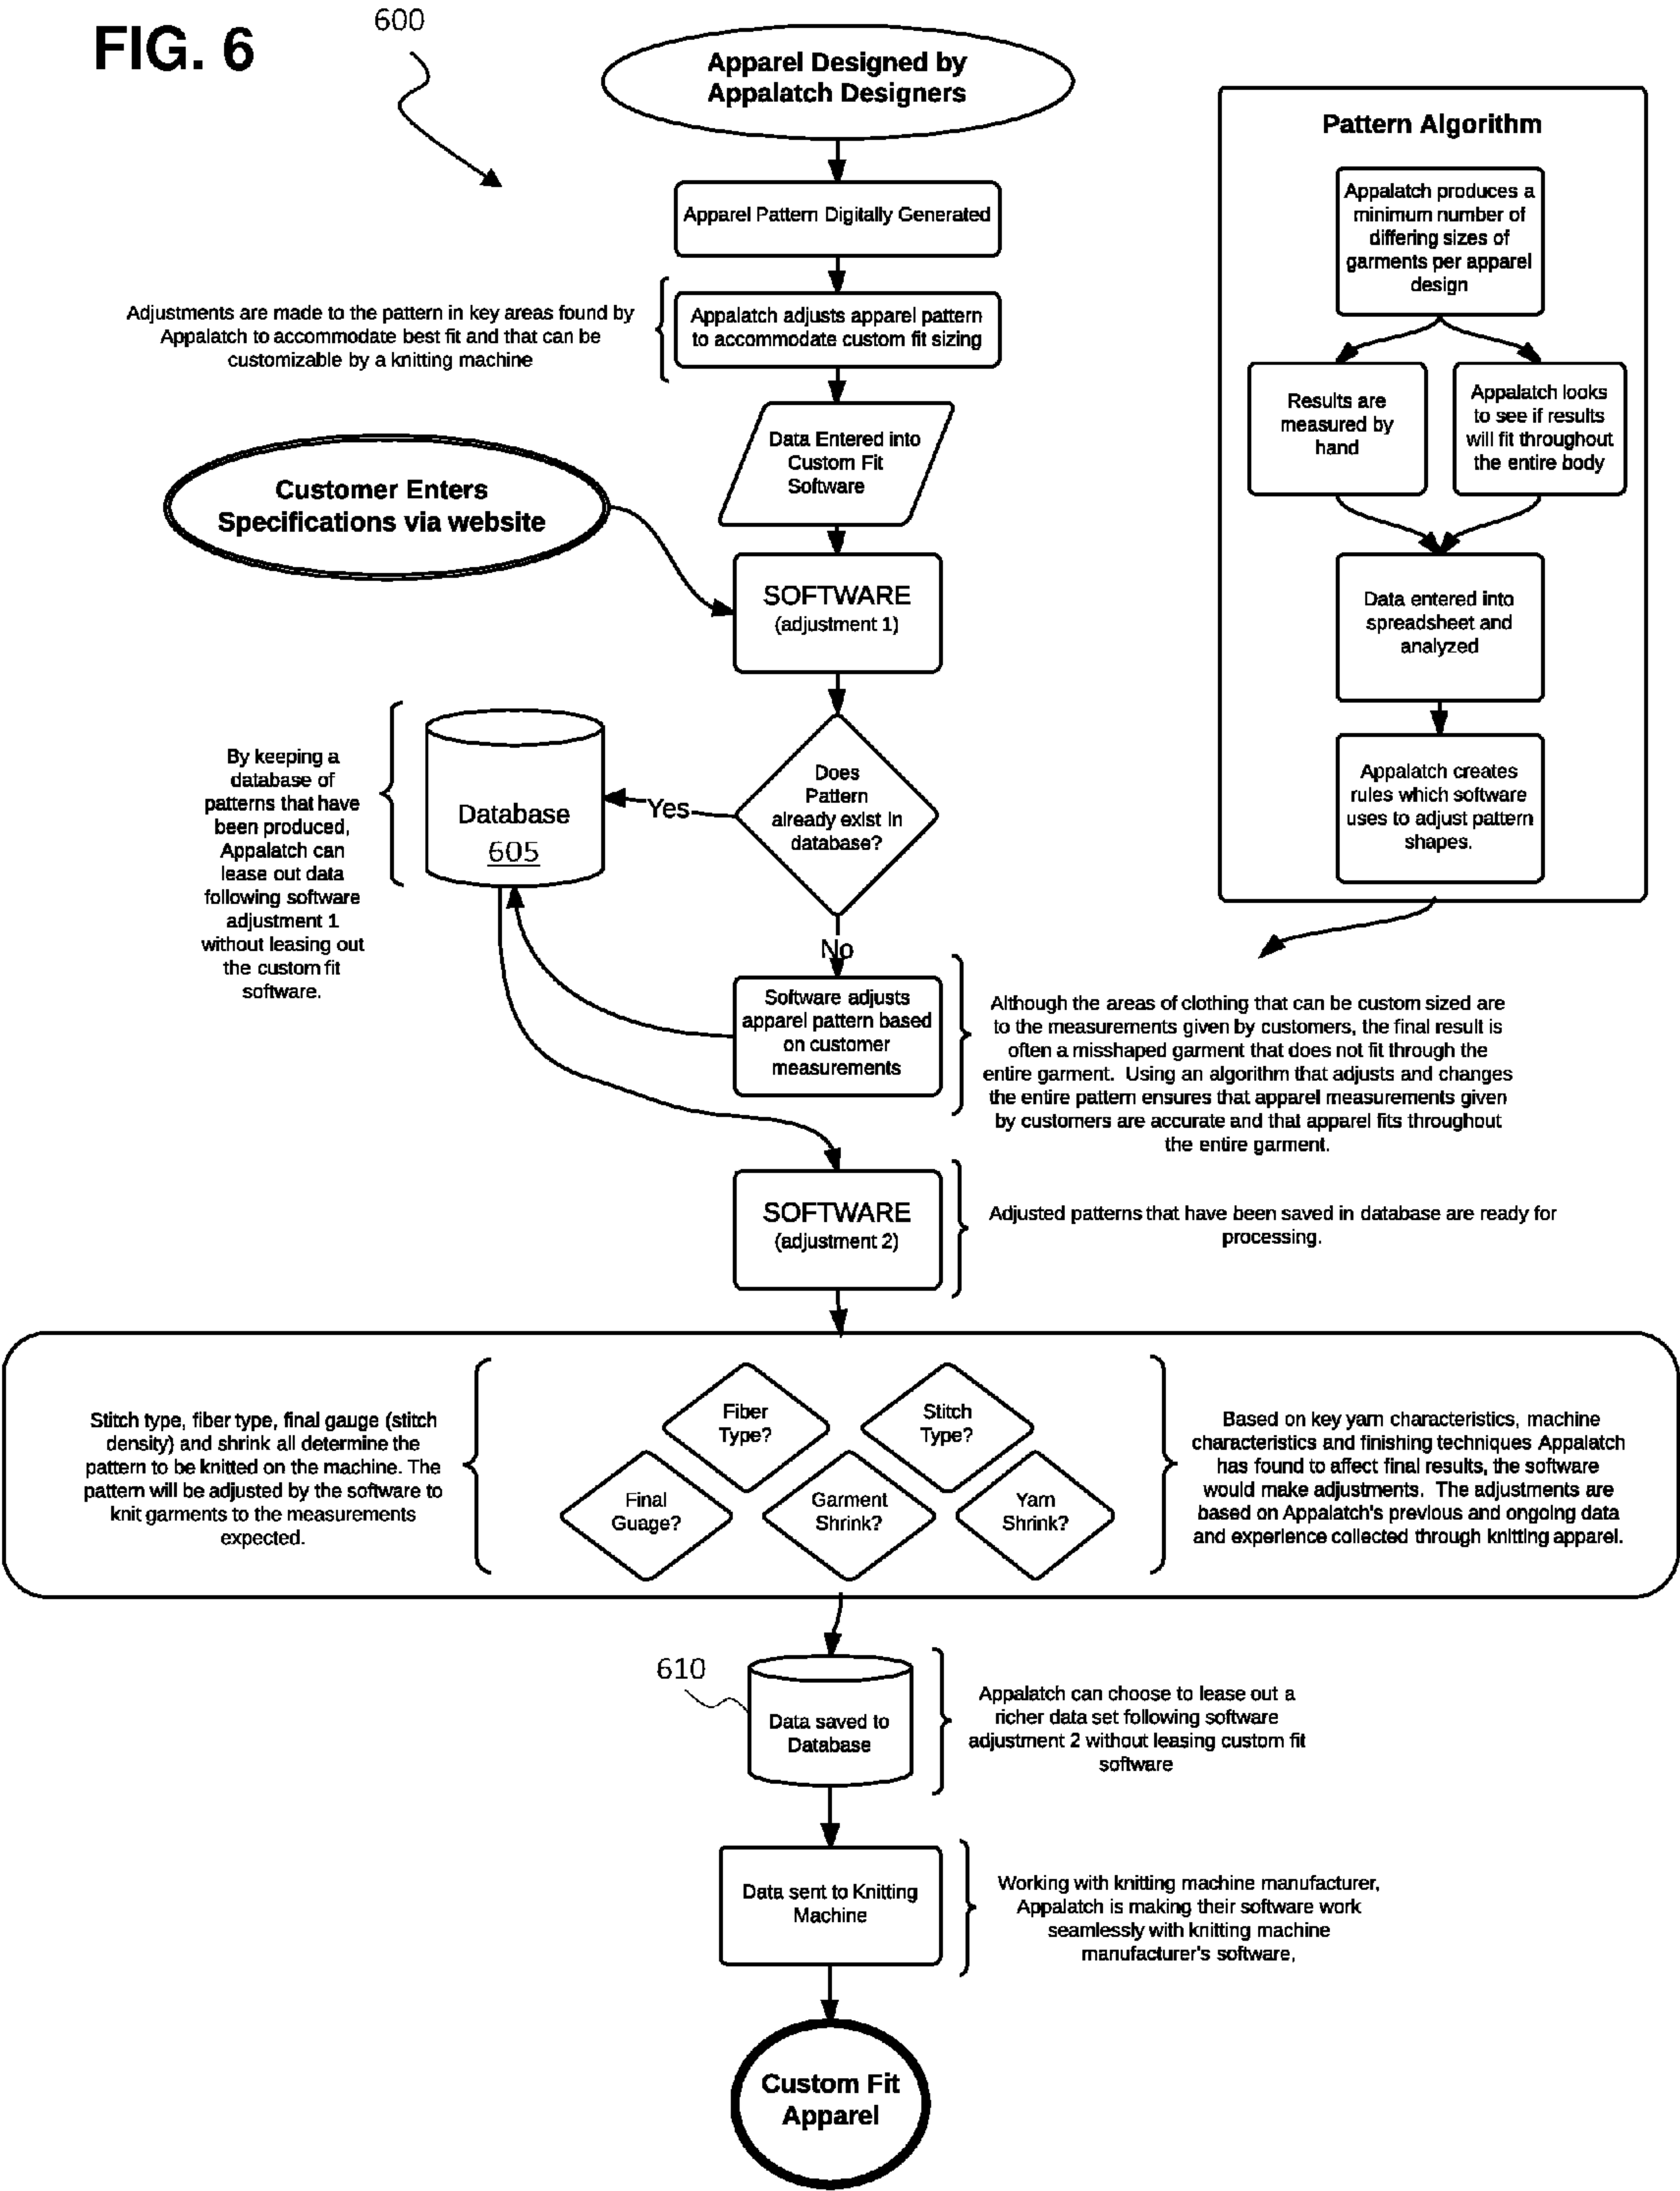 FIG. 6
600
Apparel Designed by
Appalatch Designers
Apparel Pattern Digitally Generated
Adjustments are made to the pattern in key areas found by
Appalatch to accommodate best fit and that can be
customizable by a knitting machine
Appalatch adjusts apparel pattern
to accommodate custom fit sizing
Data Entered into
Custom Fit
Software
Customer Enters
Specifications via website
SOFTWARE
(adjustment 1)
Does
Pattern
already exist in
database?
Yes
No
Database
605
By keeping a
database of
patterns that have
been produced,
Appalatch can
lease out data
following software
adjustment 1
without leasing out
the custom fit
software.
Software adjusts
apparel pattern based
on customer
measurements
Pattern Algorithm
Appalatch produces a
minimum number of
differing sizes of
garments per apparel
design
Results are
measured by
hand
Appalatch looks
to see if results
will fit throughout
the entire body
Data entered into
spreadsheet and
analyzed
Appalatch creates
rules which software
uses to adjust pattern
shapes.
Although the areas of clothing that can be custom sized are
to the measurements given by customers, the final result is
often a misshaped garment that does not fit through the
entire garment. Using an algorithm that adjusts and changes
the entire pattern ensures that apparel measurements given
by customers are accurate and that apparel fits throughout
the entire garment.
SOFTWARE
(adjustment 2)
Adjusted patterns that have been saved in database are ready for
processing.
Stitch type, fiber type, final gauge (stitch
density) and shrink all determine the
pattern to be knitted on the machine. The
pattern will be adjusted by the software to
knit garments to the measurements
expected.
Fiber
Type?
Stitch
Type?
Final
Guage?
Garment
Shrink?
Yarn
Shrink?
Based on key yarn characteristics, machine
characteristics and finishing techniques Appalatch
has found to affect final results, the software
would make adjustments. The adjustments are
based on Appalatch's previous and ongoing data
and experience collected through knitting apparel.
610
Data saved to
Database
Appalatch can choose to lease out a
richer data set following software
adjustment 2 without leasing custom fit
software
Data sent to Knitting
Machine
Working with knitting machine manufacturer,
Appalatch is making their software work
seamlessly with knitting machine
manufacturer's software,
Custom Fit
Apparel